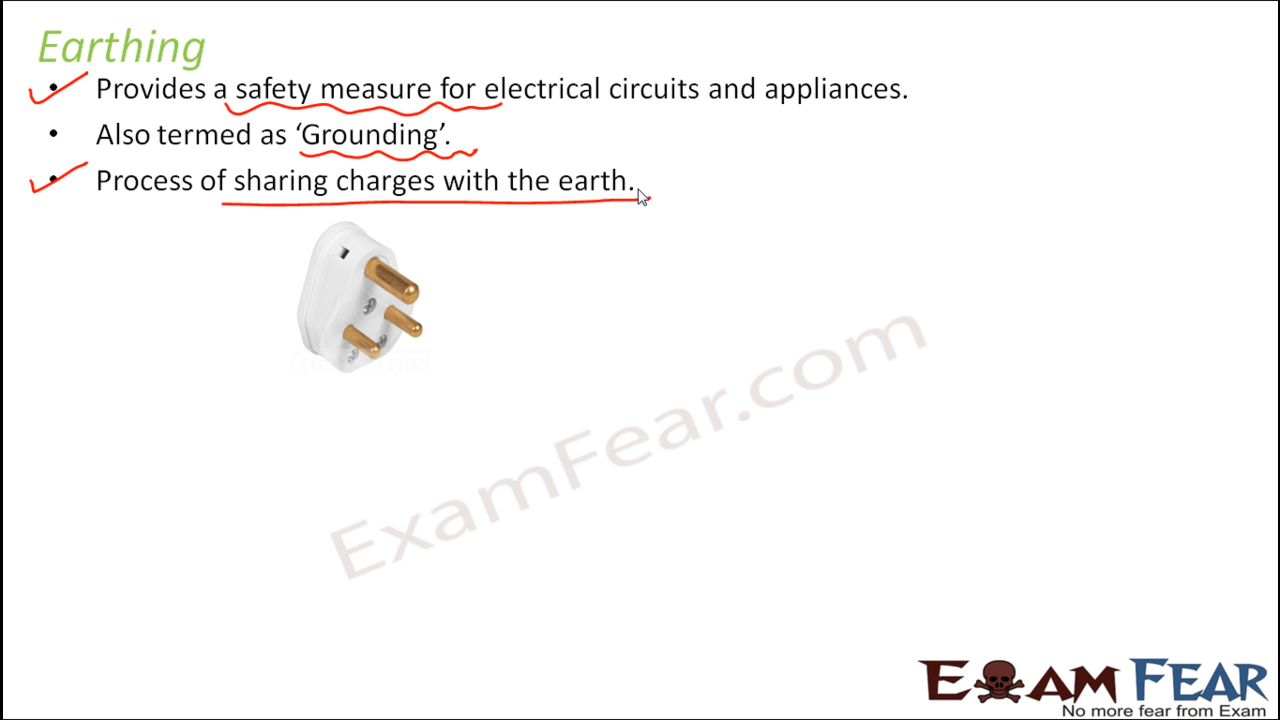 Earthing
• Provides a safety measure for electrical circuits and appliances.
• Also termed as ‘Grounding’.
• Process of sharing charges with the earth.
ExamFear.com
EXAM FEAR
No more fear from Exam